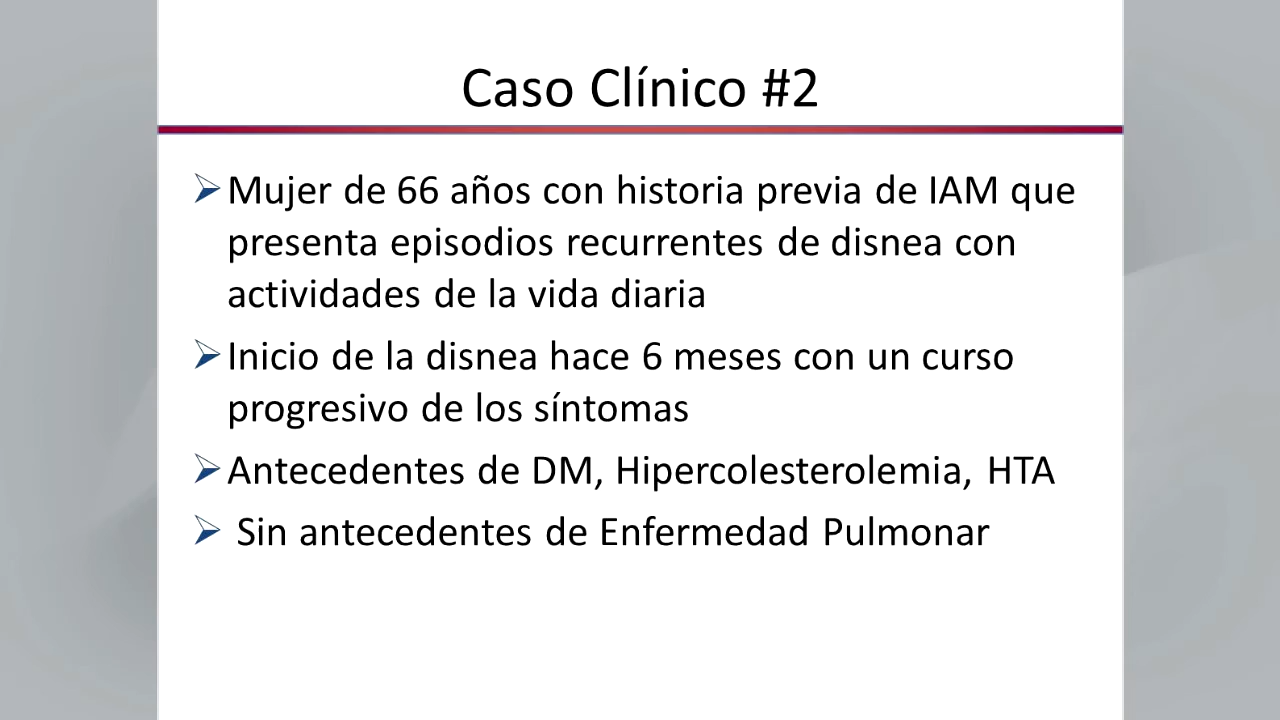 Caso Clínico #2
Mujer de 66 años con historia previa de IAM que
presenta episodios recurrentes de disnea con
actividades de la vida diaria
Inicio de la disnea hace 6 meses con un curso
progresivo de los síntomas
Antecedentes de DM, Hipercolesterolemia, HTA
Sin antecedentes de Enfermedad Pulmonar